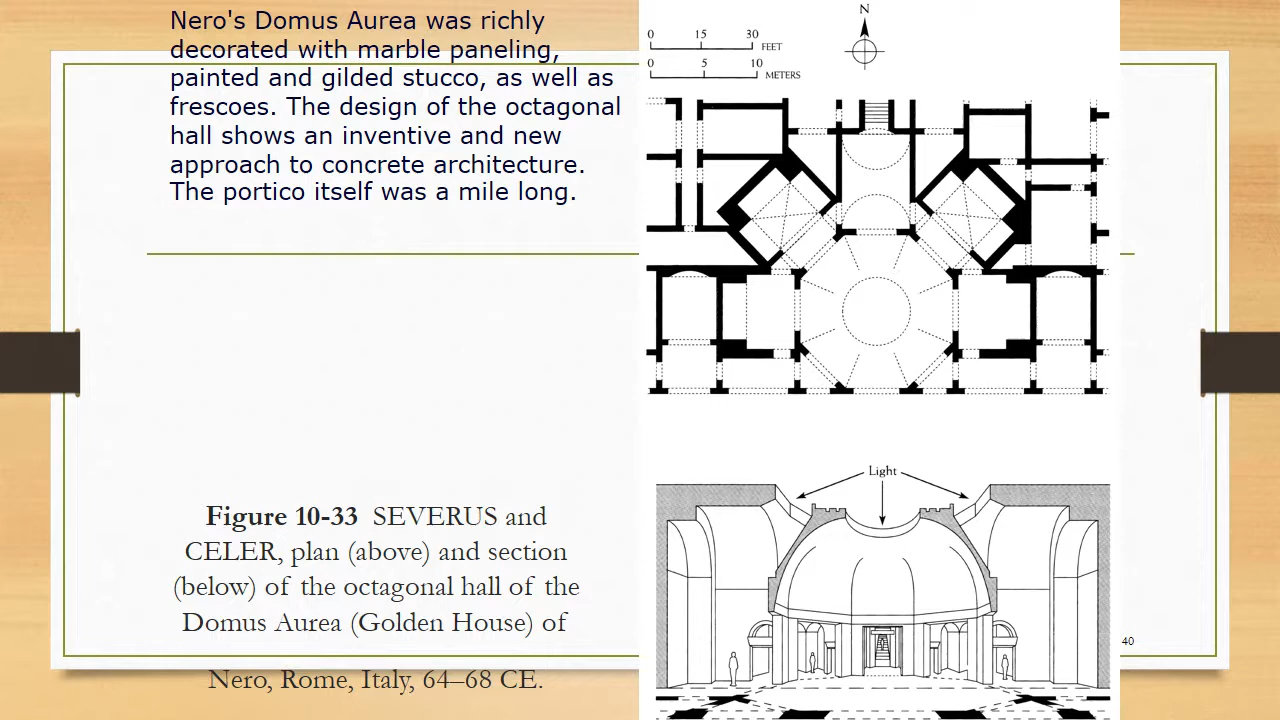 Nero's Domus Aurea was richly
decorated with marble paneling,
painted and gilded stucco, as well as
frescoes. The design of the octagonal
hall shows an inventive and new
approach to concrete architecture.
The portico itself was a mile long.
N
0 15 30
FEET
0 5 10
METERS
Light
Figure 10-33 SEVERUS and
CELER, plan (above) and section
(below) of the octagonal hall of the
Domus Aurea (Golden House) of
Nero, Rome, Italy, 64–68 CE.
40